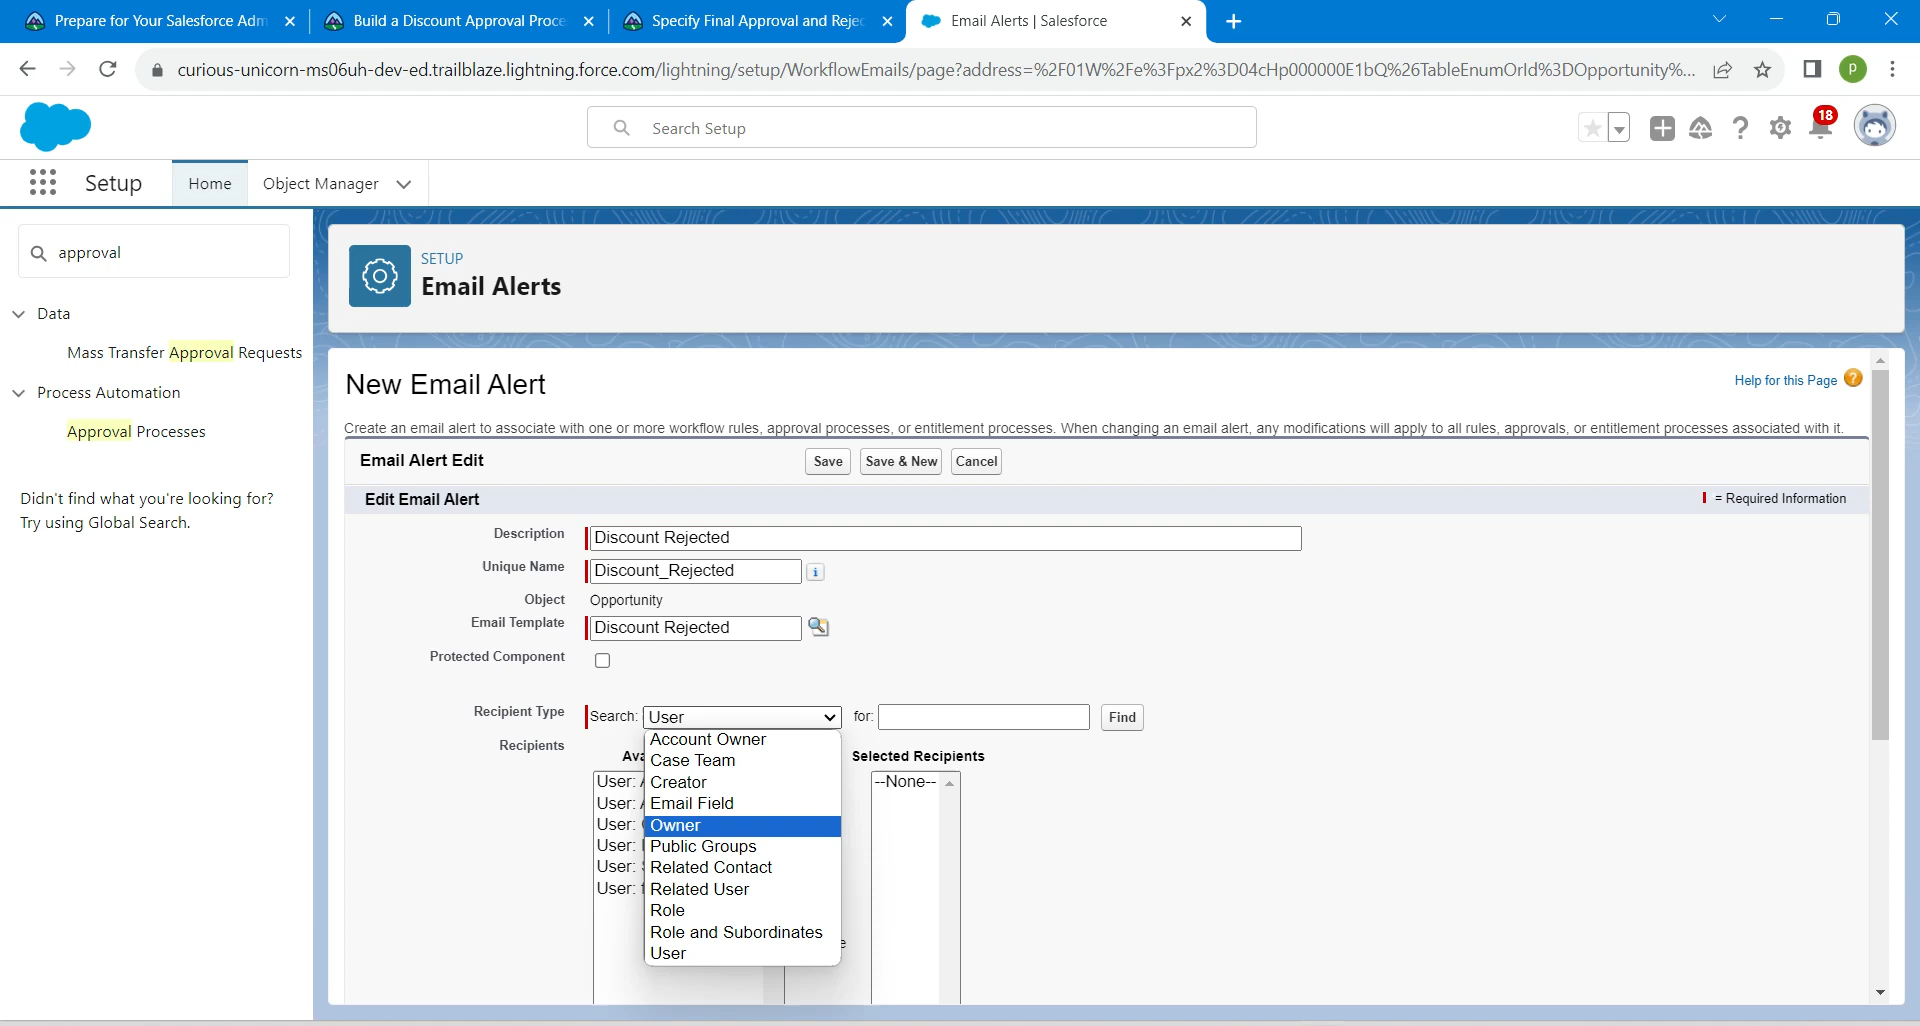 Prepare for Your Salesforce Adm
Build a Discount Approval Proce
Specify Final Approval and Rejec
Email Alerts | Salesforce
curious-unicorn-ms06uh-dev-ed.trailblaze.lightning.force.com/lightning/setup/WorkflowEmails/page?address=%2F01W%2Fe%3Fpx2%3D04cHp000000E1bQ%26TableEnumOrId%3DOpportunity%...
P
Search Setup
18
Setup
Home
Object Manager
approval
Data
Mass Transfer Approval Requests
Process Automation
Approval Processes
Didn't find what you're looking for?
Try using Global Search.
SETUP
Email Alerts
New Email Alert
Help for this Page
Create an email alert to associate with one or more workflow rules, approval processes, or entitlement processes. When changing an email alert, any modifications will apply to all rules, approvals, or entitlement processes associated with it.
Email Alert Edit
Save
Save & New
Cancel
Edit Email Alert
= Required Information
Description
Discount Rejected
Unique Name
Discount_Rejected
Object
Opportunity
Email Template
Discount Rejected
Protected Component
Recipient Type
Search:
User
for:
Find
Recipients
Account Owner
Case Team
Creator
Email Field
Owner
Public Groups
Related Contact
Related User
Role
Role and Subordinates
User
User:
User:
User:
User:
User:
User:
Selected Recipients
--None--